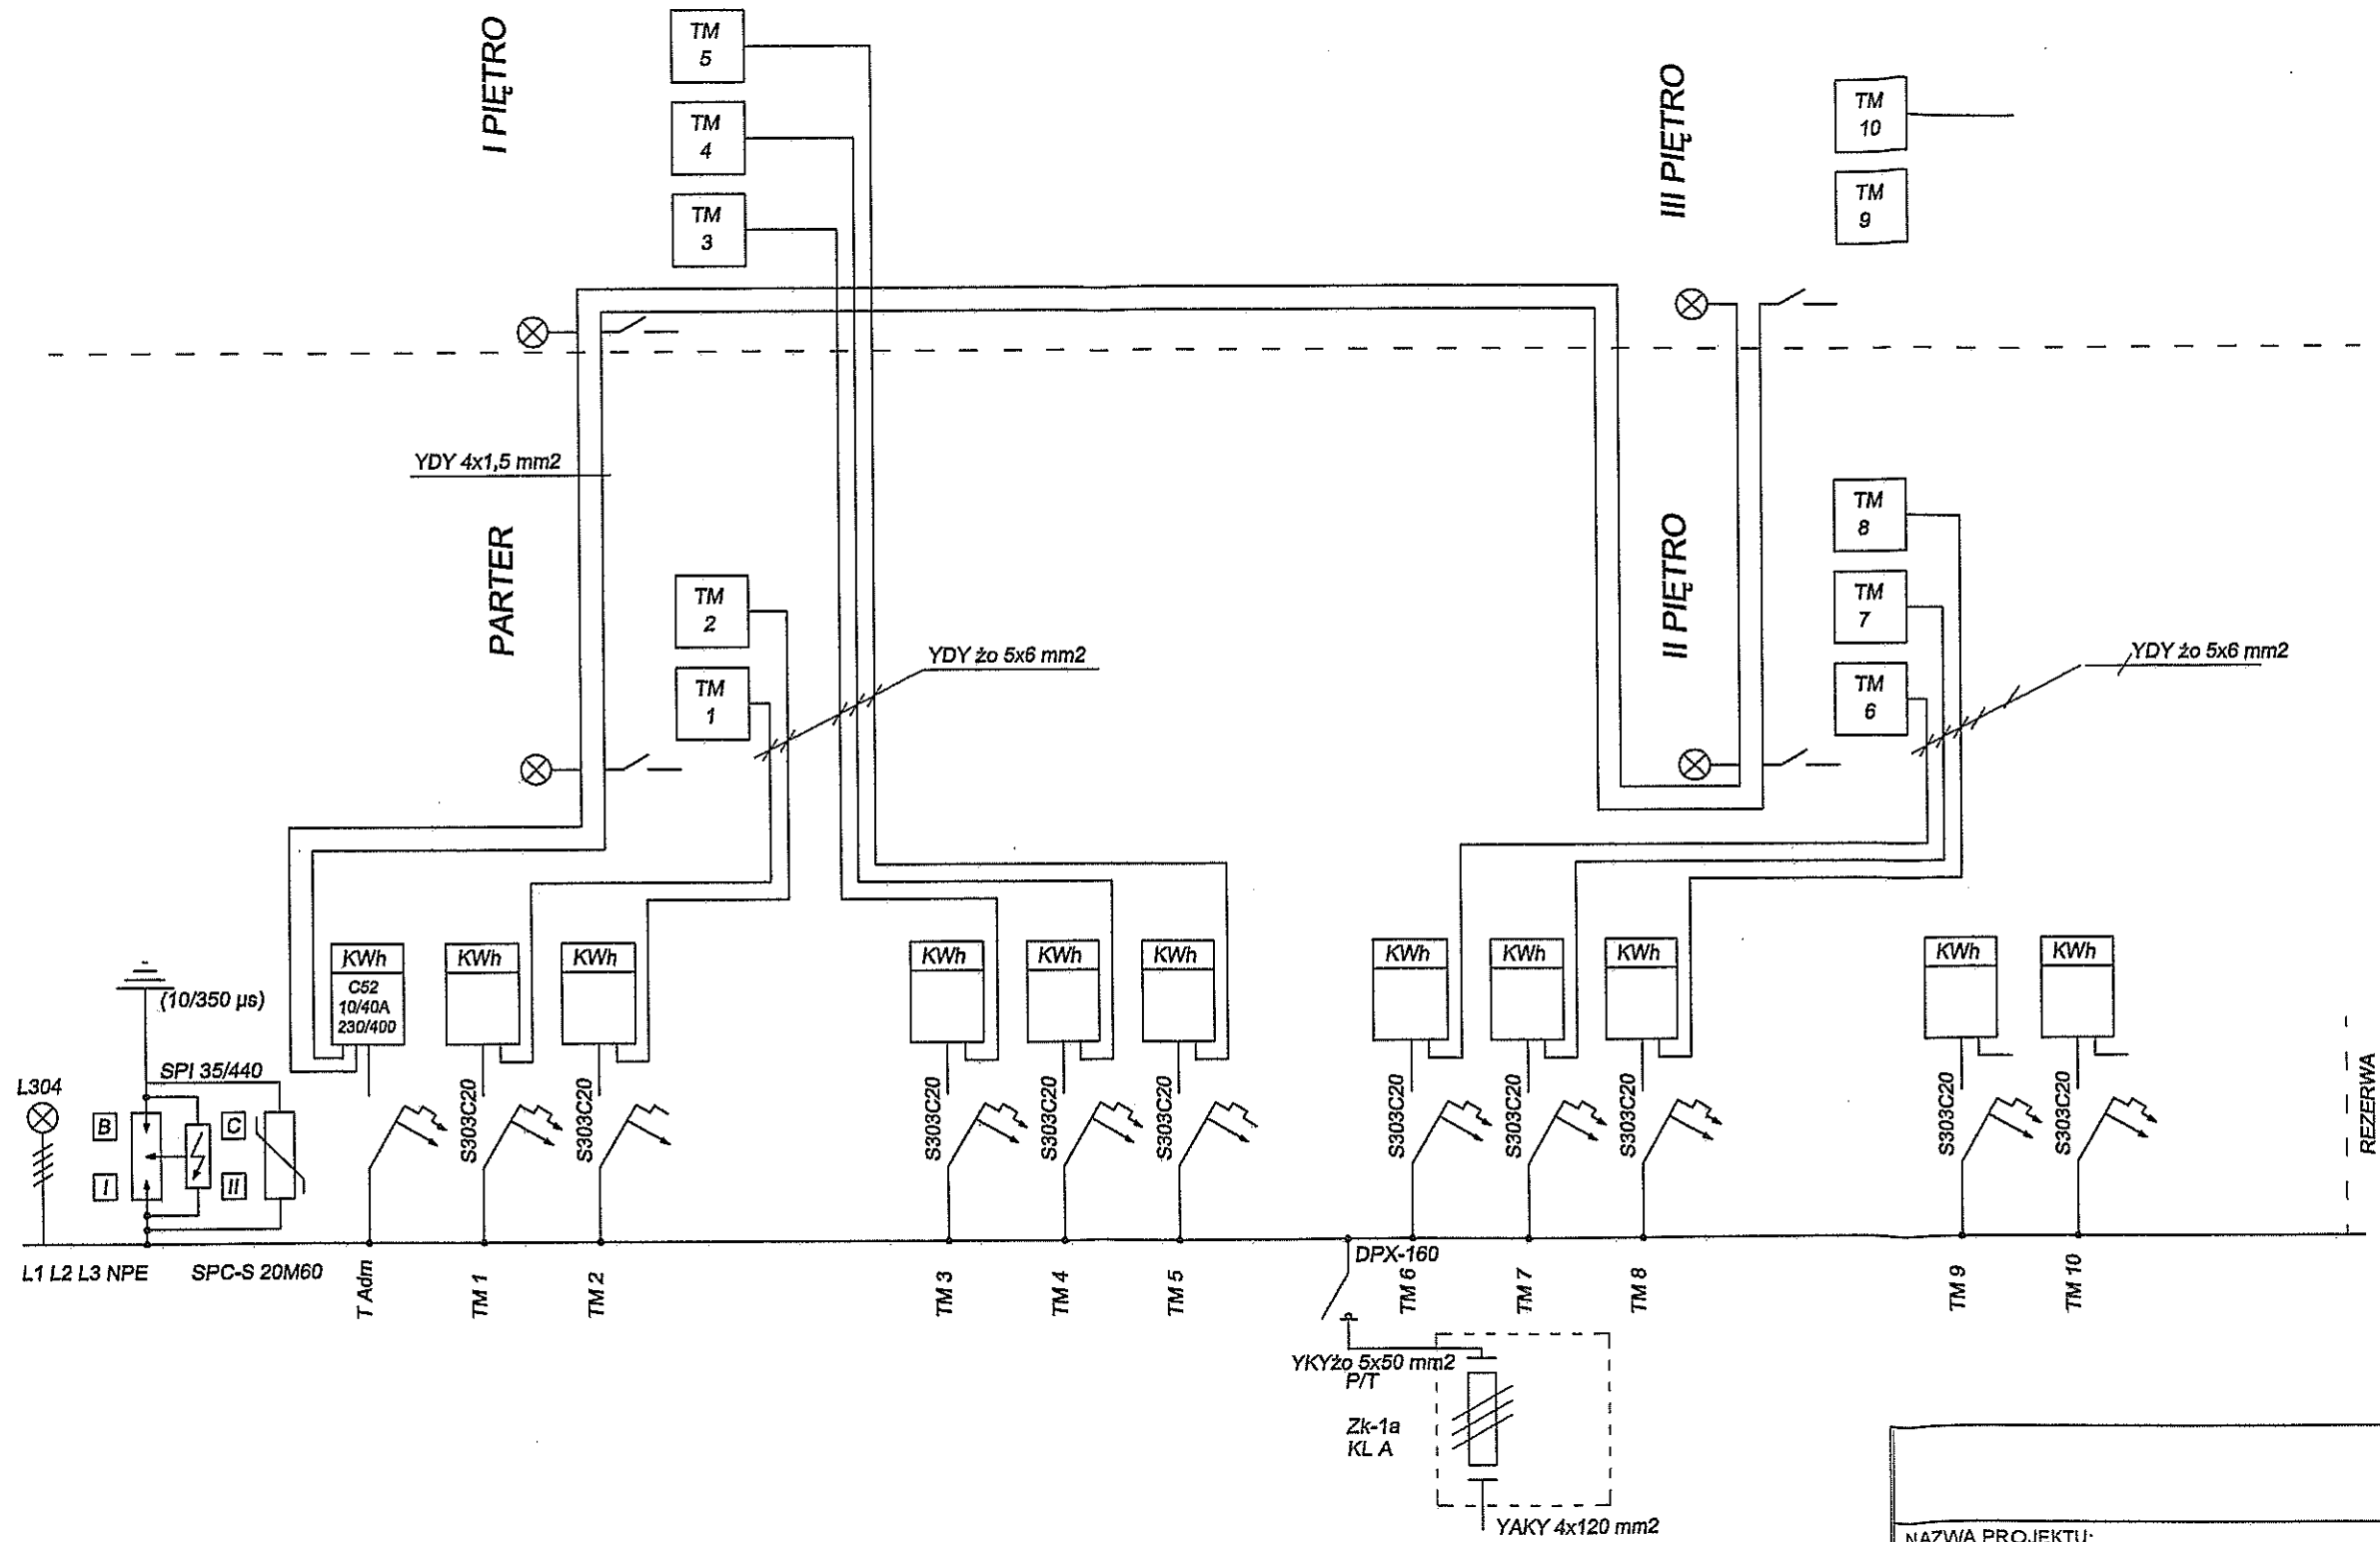 I PIĘTRO
TM
5
TM
4
TM
3
III PIĘTRO
TM
10
TM
9
YDY 4x1,5 mm2
PARTER
TM
2
TM
1
YDY żo 5x6 mm2
II PIĘTRO
TM
8
TM
7
TM
6
YDY żo 5x6 mm2
KWh
C52
10/40A
230/400
KWh
KWh
KWh
KWh
KWh
KWh
KWh
KWh
KWh
KWh
(10/350 µs)
SPI 35/440
L304
B
I
C
II
S303C20
S303C20
S303C20
S303C20
S303C20
S303C20
S303C20
S303C20
S303C20
S303C20
REZERWA
L1 L2 L3 NPE
SPC-S 20M60
T Adm
TM 1
TM 2
TM 3
TM 4
TM 5
DPX-160
TM 6
TM 7
TM 8
TM 9
TM 10
YKYżo 5x50 mm2
P/T
Zk-1a
KL A
YAKY 4x120 mm2
NAZWA PROJEKTU: